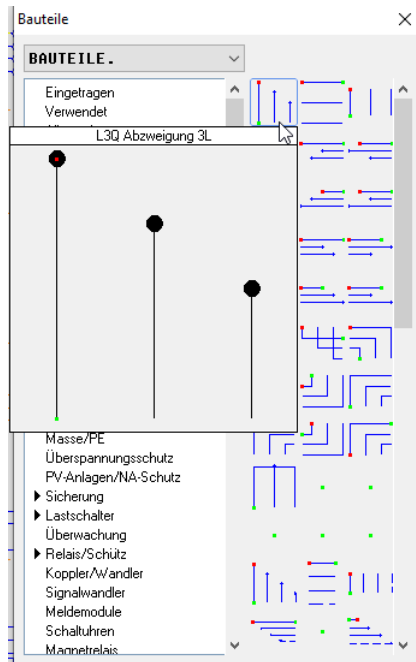 Bauteile
BAUTEILE.
Eingetragen
Verwendet
L3Q Abzweigung 3L
Masse/PE
Überspannungsschutz
PV-Anlagen/NA-Schutz
Sicherung
Lastschalter
Überwachung
Relais/Schütz
Koppler/Wandler
Signalwandler
Meldemodule
Schaltuhren
Magnetrelais